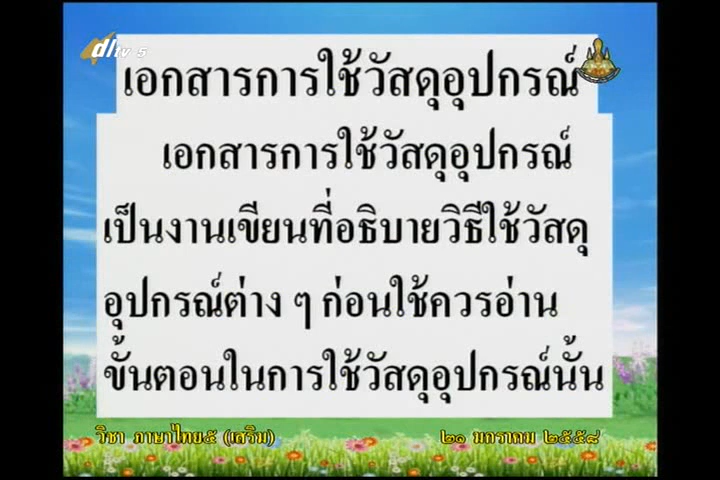 dltv 5
เอกสารการใช้วัสดุอุปกรณ์
เอกสารการใช้วัสดุอุปกรณ์
เป็นงานเขียนที่อธิบายวิธีใช้วัสดุ
อุปกรณ์ต่าง ๆ ก่อนใช้ควรอ่าน
ขั้นตอนในการใช้วัสดุอุปกรณ์นั้น
วิชา ภาษาไทย๕ (เสริม)
๒๑ มกราคม ๒๕๕๘